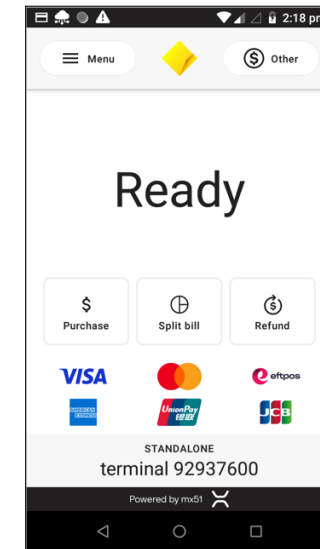 2:18 pm
Menu
Other
Ready
Purchase
Split bill
Refund
VISA
eftpos
AMERICAN EXPRESS
UnionPay
银联
JCB
STANDALONE
terminal 92937600
Powered by mx51